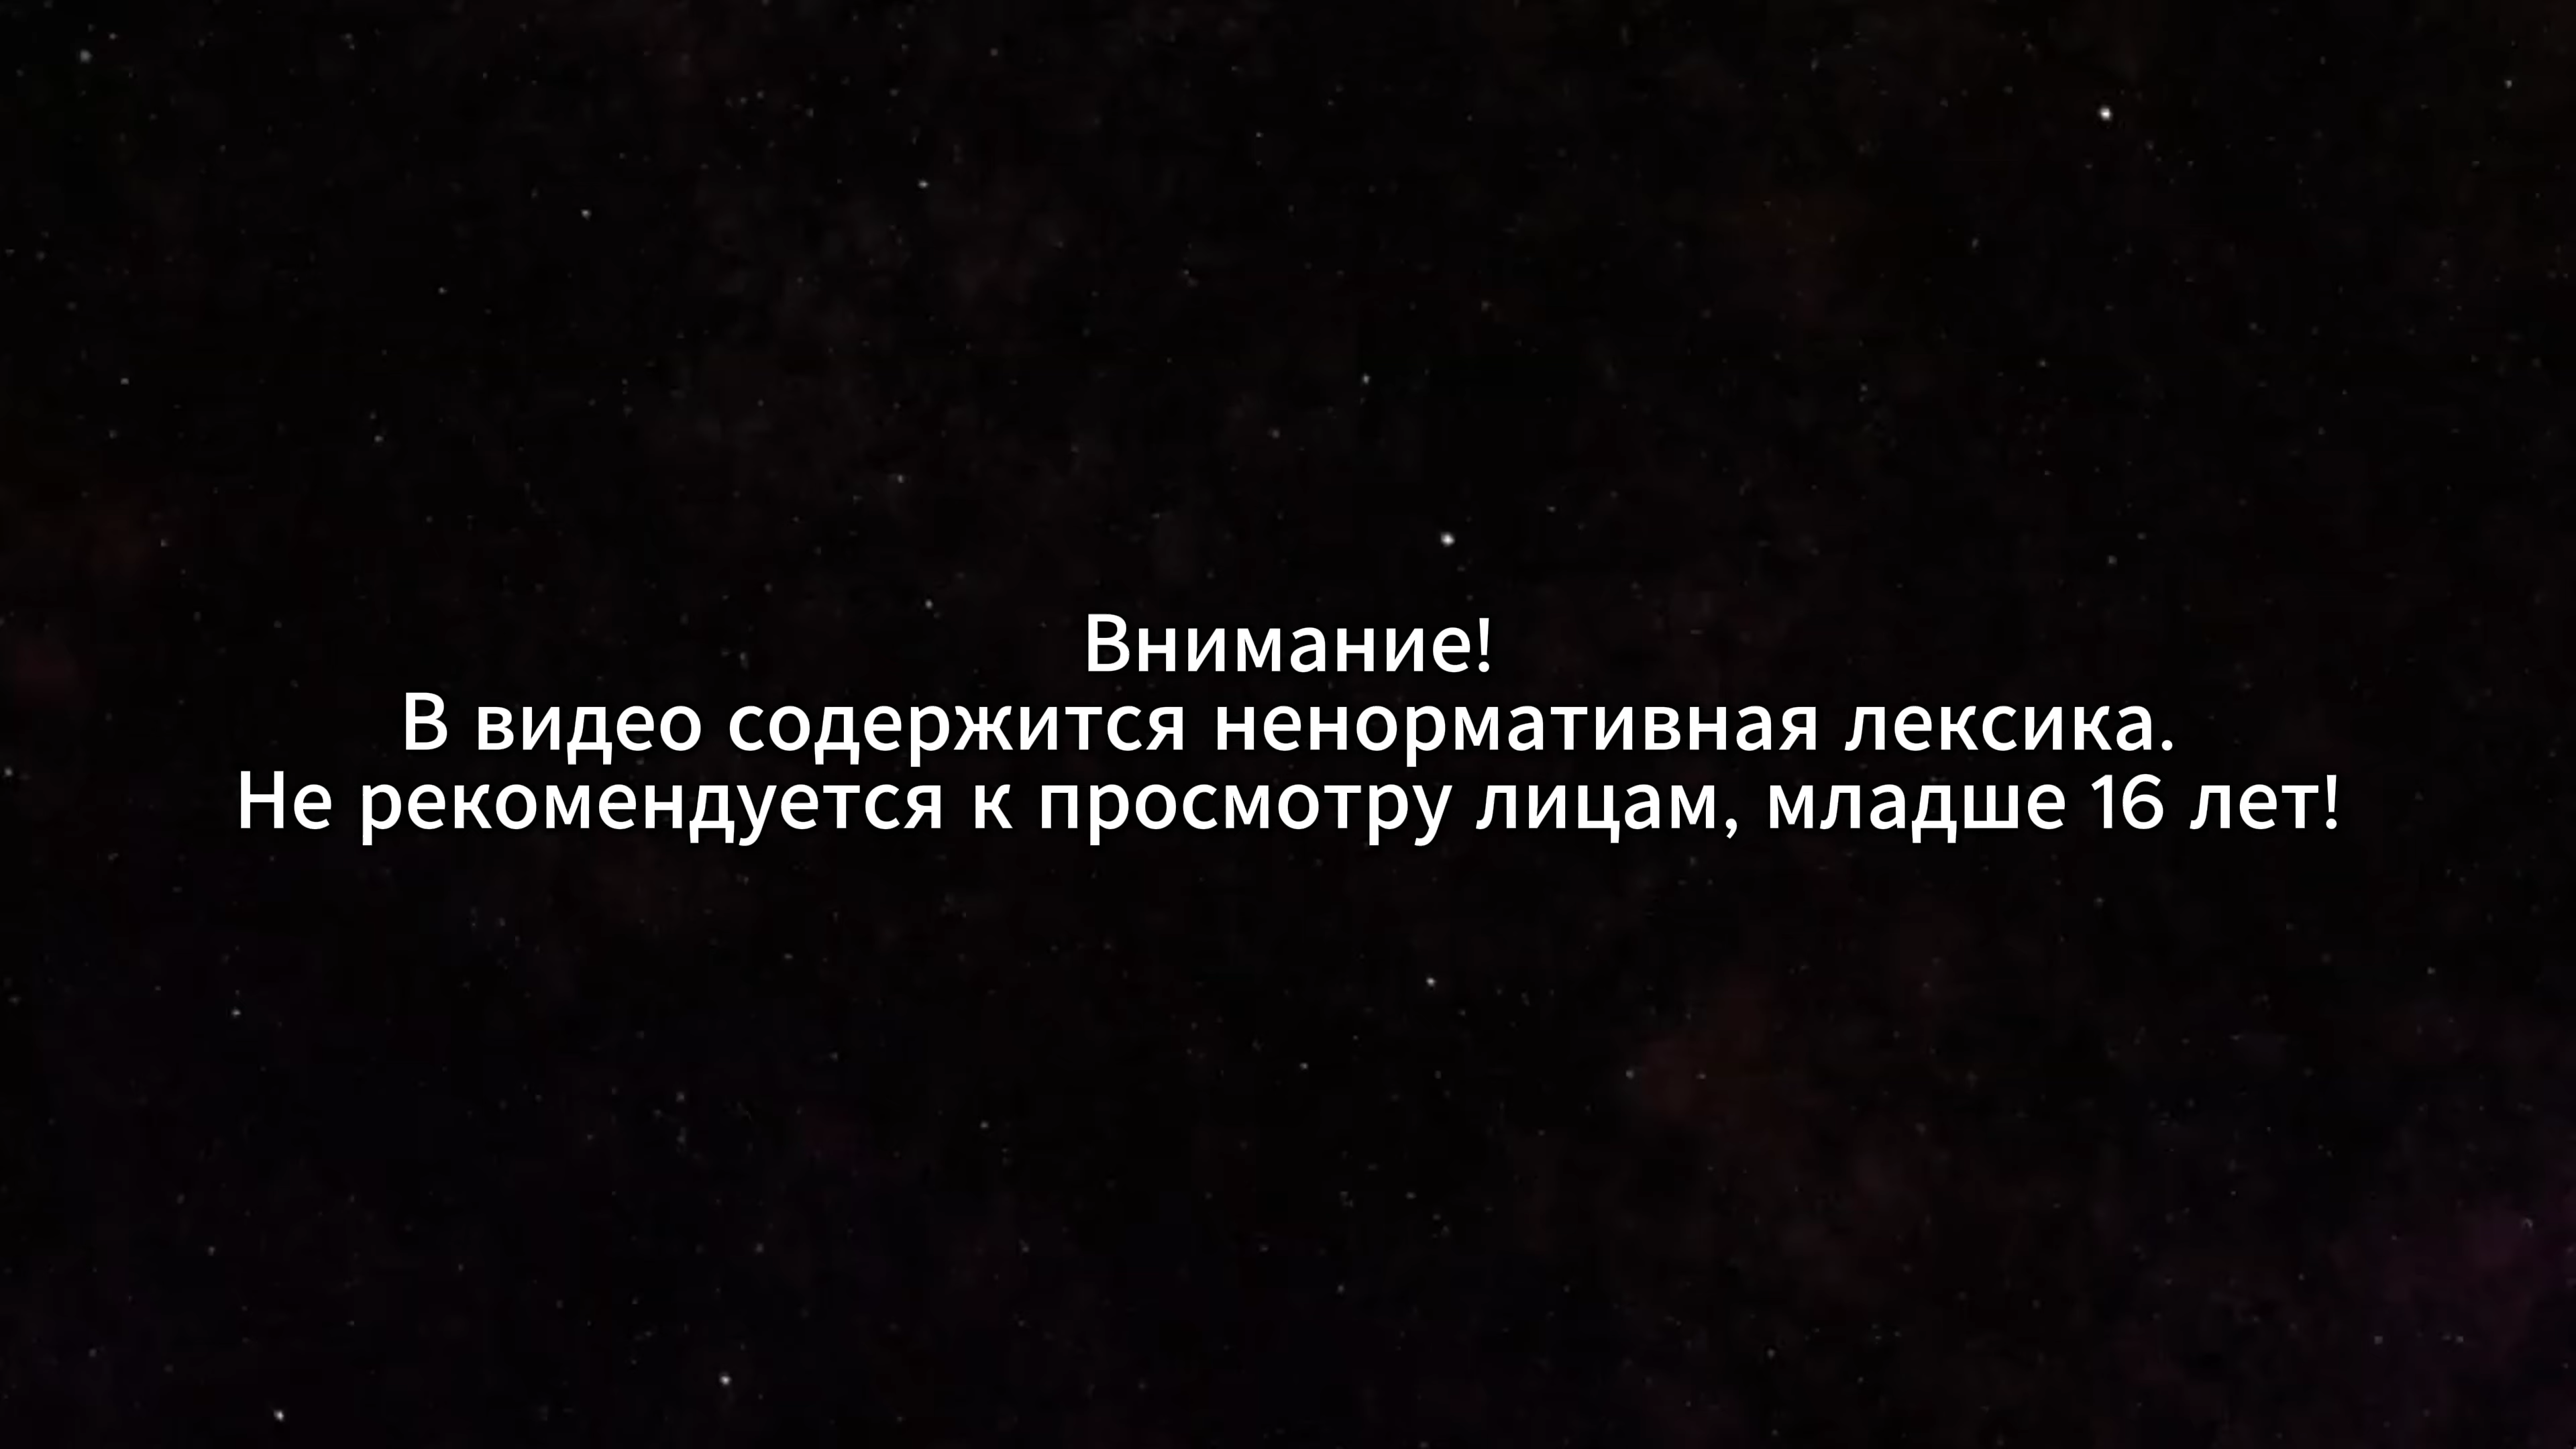 Внимание!
В видео содержится ненормативная лексика.
Не рекомендуется к просмотру лицам, младше 16 лет!